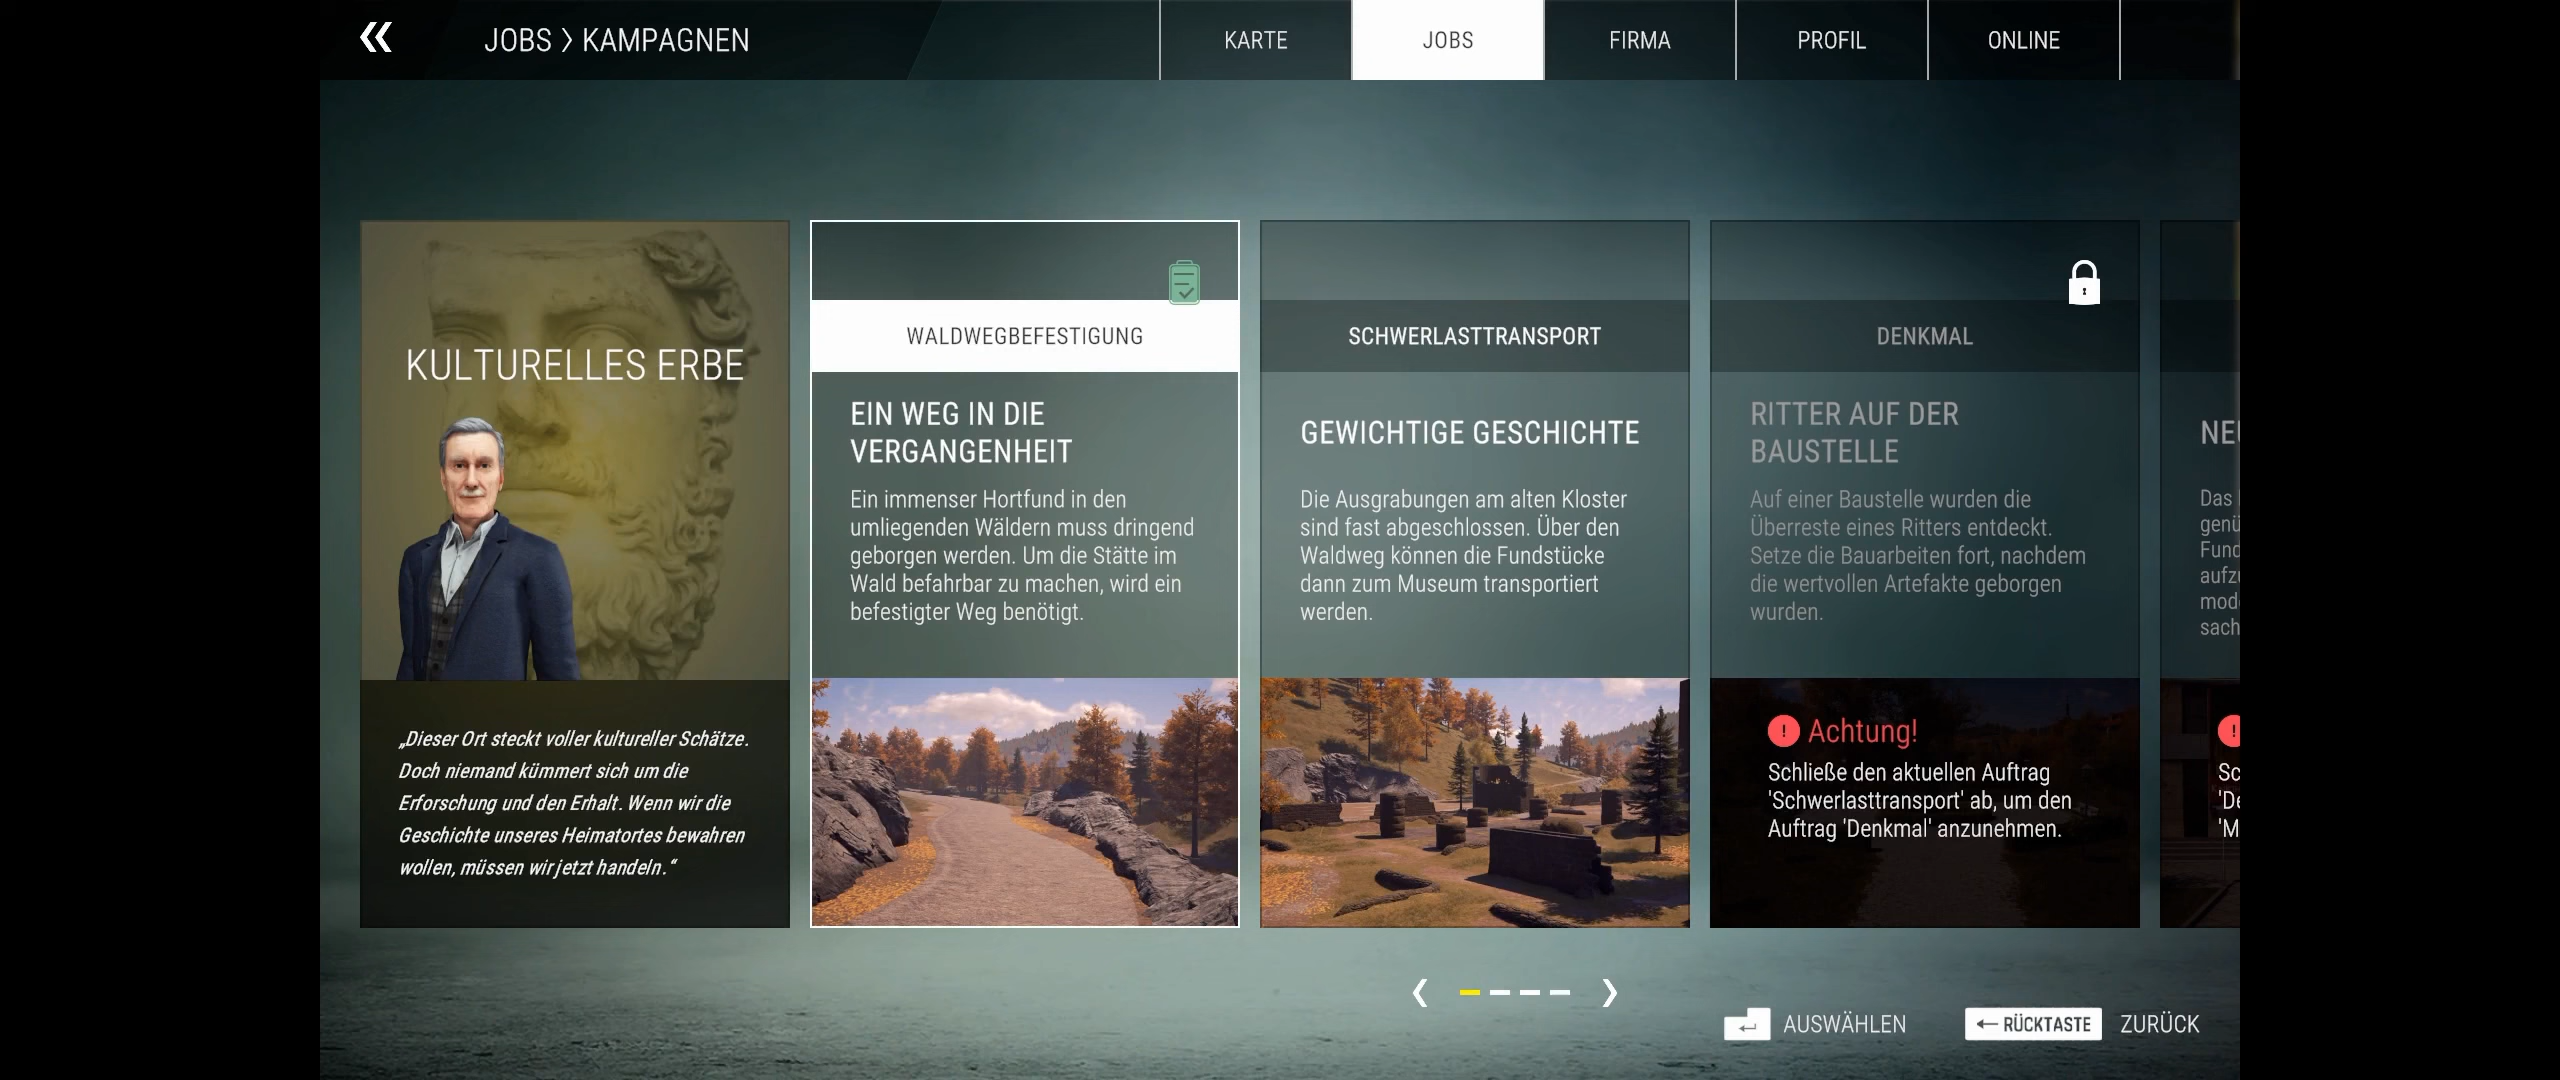 JOBS > KAMPAGNEN
KARTE
JOBS
FIRMA
PROFIL
ONLINE
KULTURELLES ERBE
„Dieser Ort steckt voller kultureller Schätze.
Doch niemand kümmert sich um die
Erforschung und den Erhalt. Wenn wir die
Geschichte unseres Heimatortes bewahren
wollen, müssen wir jetzt handeln.“
WALDWEGBEFESTIGUNG
EIN WEG IN DIE
VERGANGENHEIT
Ein immenser Hortfund in den
umliegenden Wäldern muss dringend
geborgen werden. Um die Stätte im
Wald befahrbar zu machen, wird ein
befestigter Weg benötigt.
SCHWERLASTTRANSPORT
GEWICHTIGE GESCHICHTE
Die Ausgrabungen am alten Kloster
sind fast abgeschlossen. Über den
Waldweg können die Fundstücke
dann zum Museum transportiert
werden.
DENKMAL
RITTER AUF DER
BAUSTELLE
Auf einer Baustelle wurden die
Überreste eines Ritters entdeckt.
Setze die Bauarbeiten fort, nachdem
die wertvollen Artefakte geborgen
wurden.
Achtung!
Schließe den aktuellen Auftrag
'Schwerlasttransport' ab, um den
Auftrag 'Denkmal' anzunehmen.
Das
AUSWÄHLEN
← RÜCKTASTE
ZURÜCK